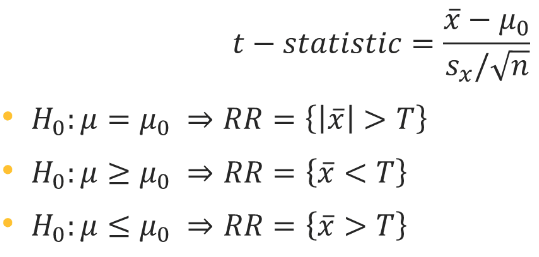 t − statistic = (x̄ − μ₀) / (sₓ/√n)
• H₀: μ = μ₀ ⇒ RR = {|x̄| > T}
• H₀: μ ≥ μ₀ ⇒ RR = {x̄ < T}
• H₀: μ ≤ μ₀ ⇒ RR = {x̄ > T}